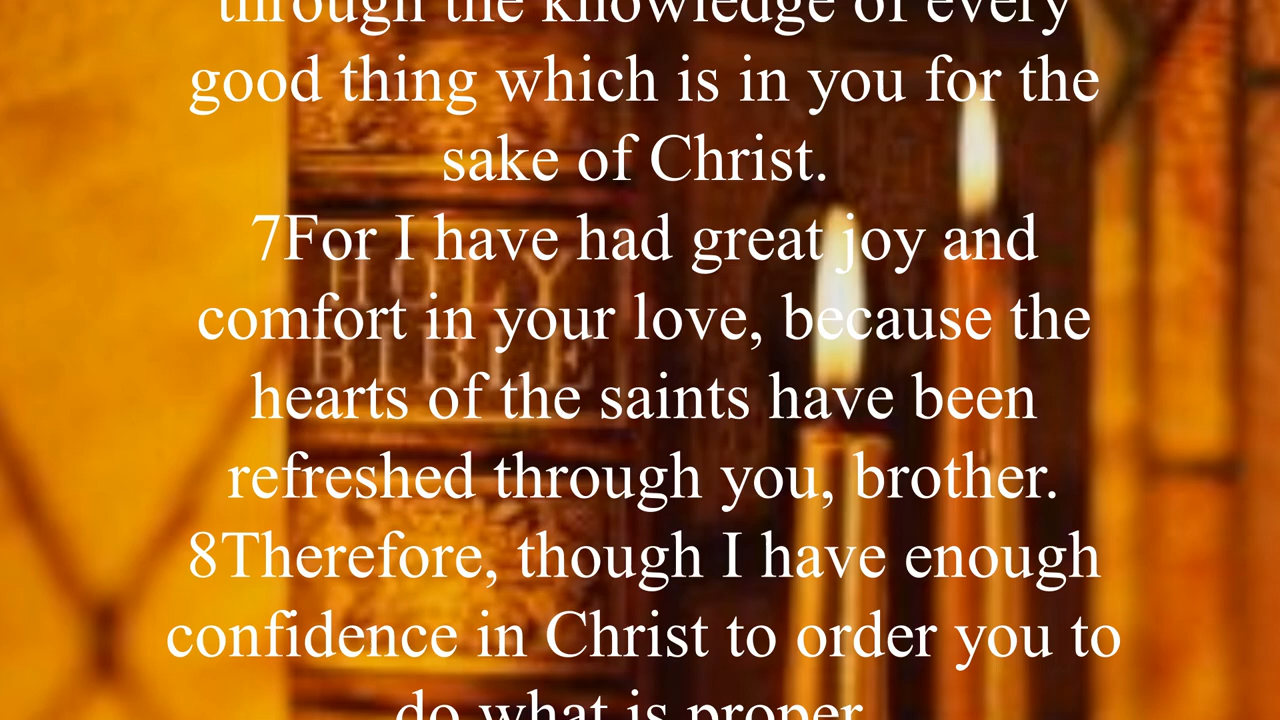 through the knowledge of every
good thing which is in you for the
sake of Christ.
7For I have had great joy and
comfort in your love, because the
hearts of the saints have been
refreshed through you, brother.
8Therefore, though I have enough
confidence in Christ to order you to
do what is proper,
HOLY
BIBLE